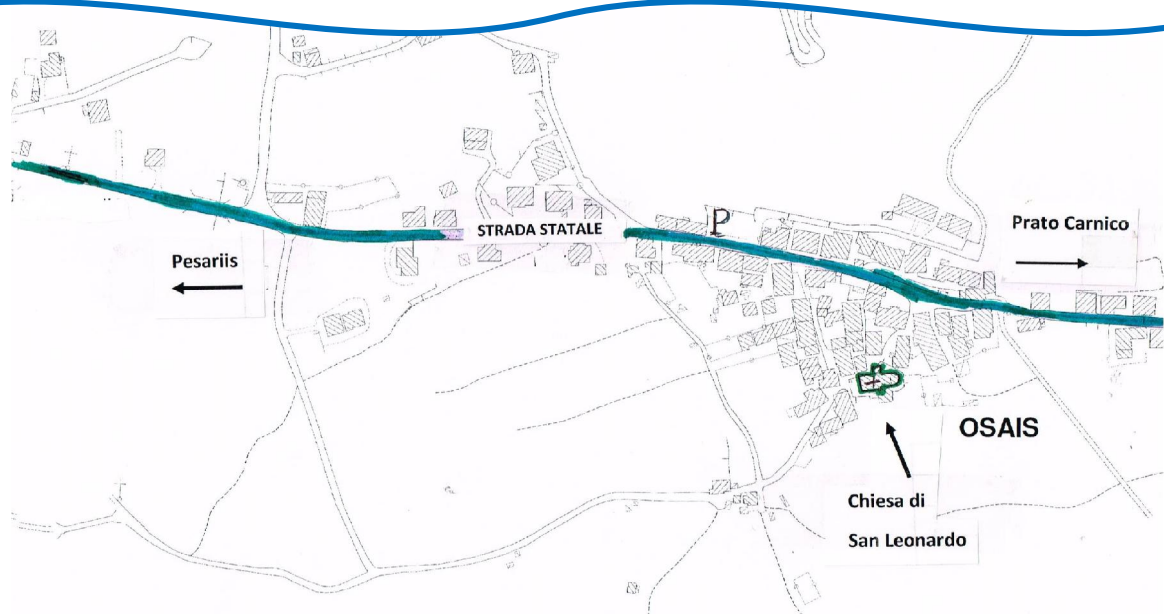 P
Prato Carnico
STRADA STATALE
Pesariis
OSAIS
Chiesa di
San Leonardo